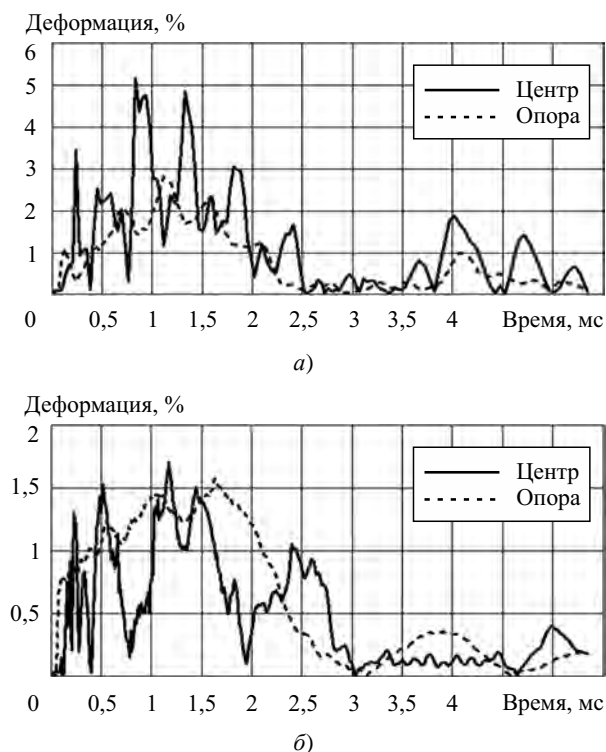 Деформация, %
6
5
4
3
2
1
Центр
Опора
0 0,5 1 1,5 2 2,5 3 3,5 4 Время, мс
а)
Деформация, %
2
1,5
1
0,5
Центр
Опора
0 0,5 1 1,5 2 2,5 3 3,5 4 Время, мс
б)